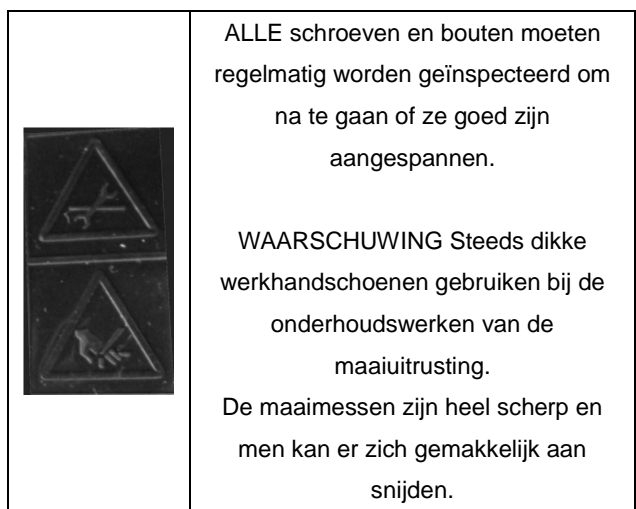 ALLE schroeven en bouten moeten
regelmatig worden geïnspecteerd om
na te gaan of ze goed zijn
aangespannen.
WAARSCHUWING Steeds dikke
werkhandschoenen gebruiken bij de
onderhoudswerken van de
maaiuitrusting.
De maaimessen zijn heel scherp en
men kan er zich gemakkelijk aan
snijden.